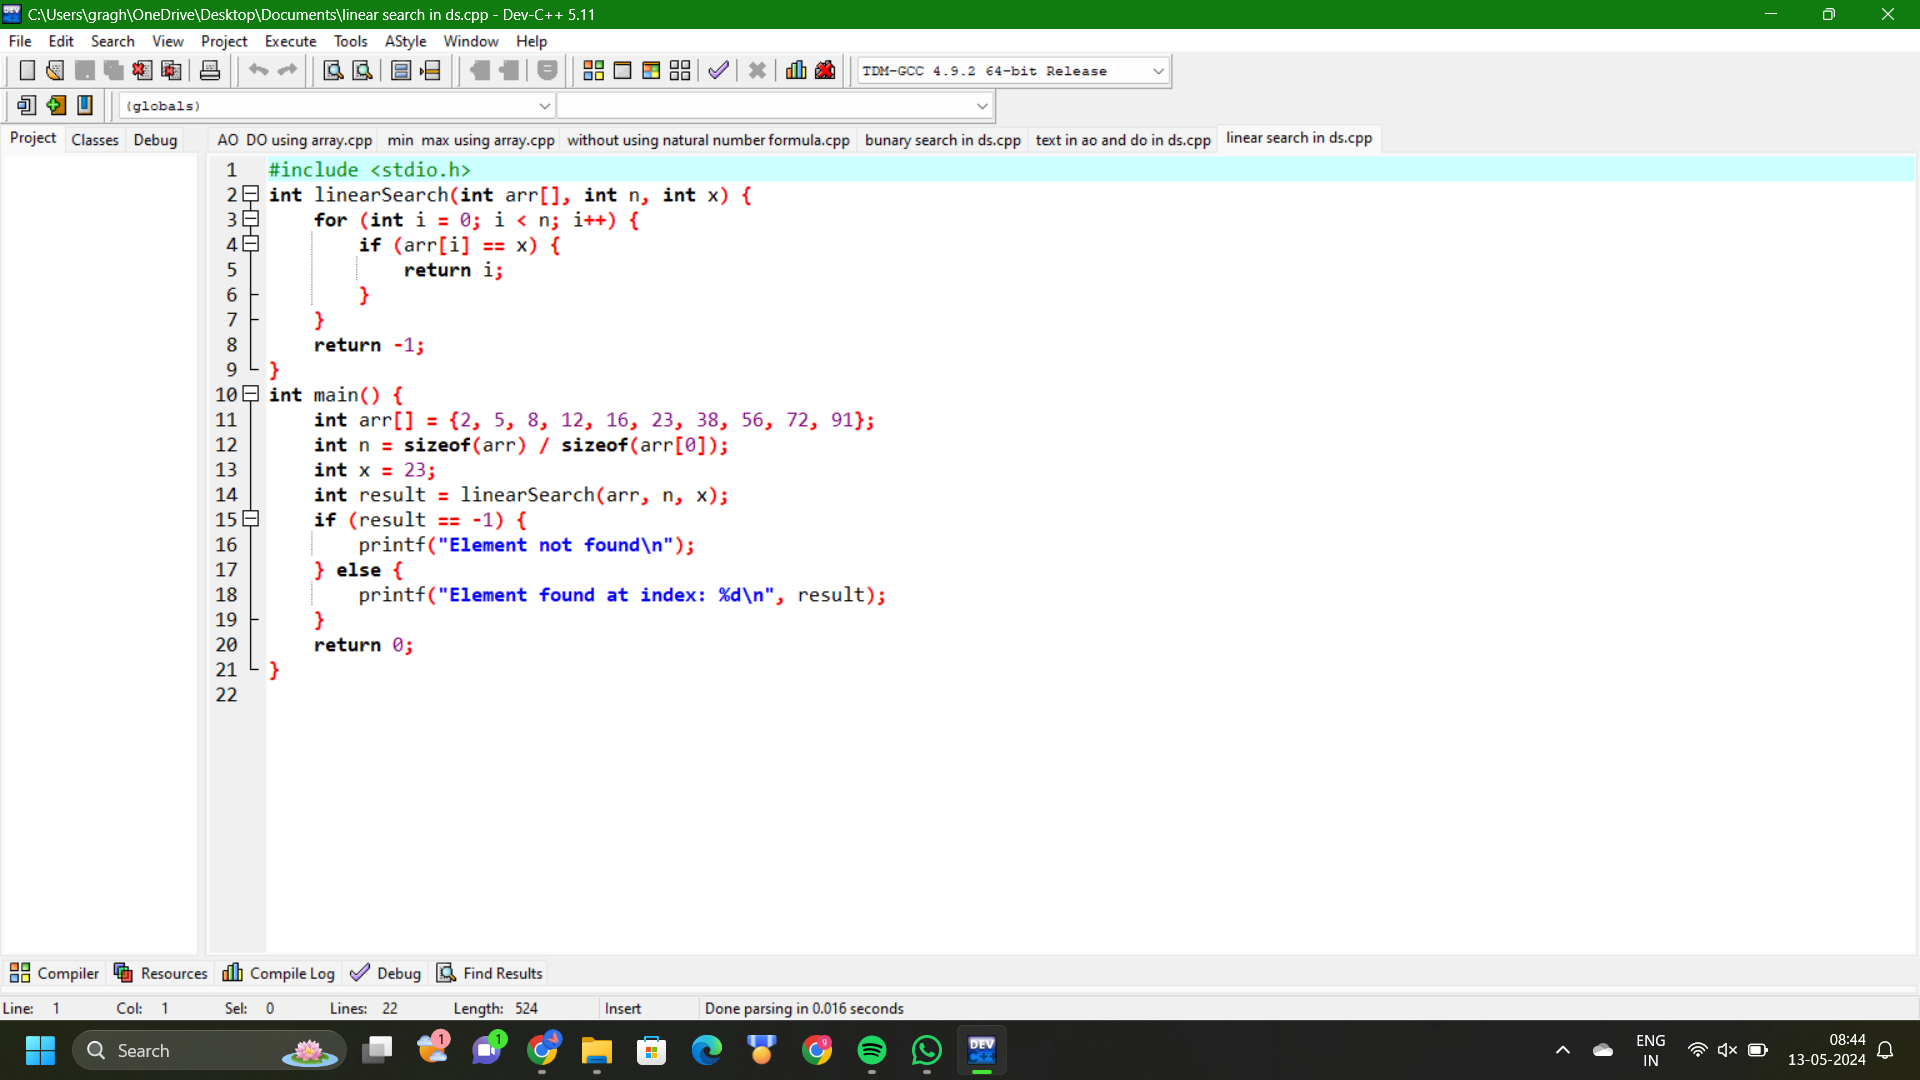 C:\Users\gragh\OneDrive\Desktop\Documents\linear search in ds.cpp - Dev-C++ 5.11
File Edit Search View Project Execute Tools AStyle Window Help
TDM-GCC 4.9.2 64-bit Release
(globals)
Project Classes Debug AO DO using array.cpp min max using array.cpp without using natural number formula.cpp bunary search in ds.cpp text in ao and do in ds.cpp linear search in ds.cpp
1 #include <stdio.h>
2 int linearSearch(int arr[], int n, int x) {
3     for (int i = 0; i < n; i++) {
4         if (arr[i] == x) {
5             return i;
6         }
7     }
8     return -1;
9 }
10 int main() {
11     int arr[] = {2, 5, 8, 12, 16, 23, 38, 56, 72, 91};
12     int n = sizeof(arr) / sizeof(arr[0]);
13     int x = 23;
14     int result = linearSearch(arr, n, x);
15     if (result == -1) {
16         printf("Element not found\n");
17     } else {
18         printf("Element found at index: %d\n", result);
19     }
20     return 0;
21 }
22
Compiler Resources Compile Log Debug Find Results
Line: 1 Col: 1 Sel: 0 Lines: 22 Length: 524 Insert Done parsing in 0.016 seconds
Search 1 1 9 DEV C++ ENG IN 08:44 13-05-2024